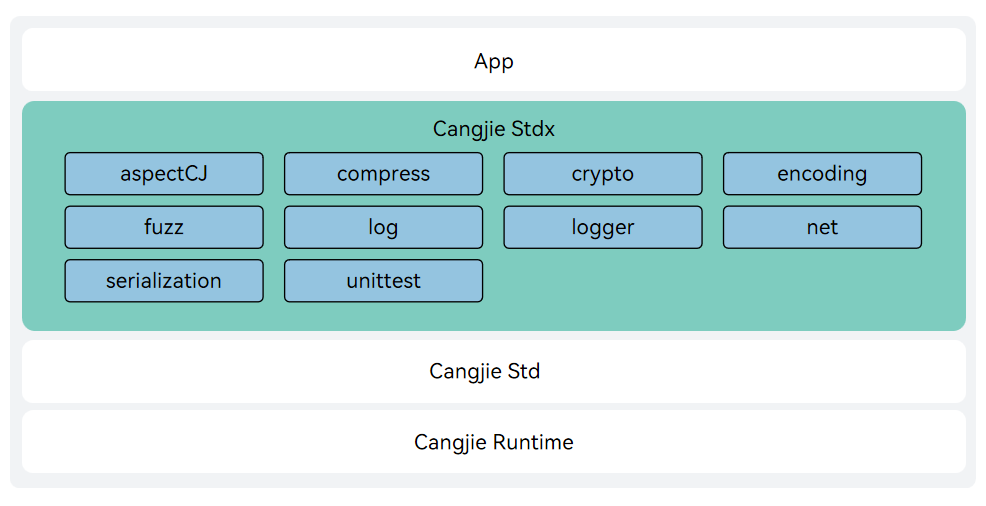 App
Cangjie Stdx
aspectCJ compress crypto encoding
fuzz log logger net
serialization unittest
Cangjie Std
Cangjie Runtime